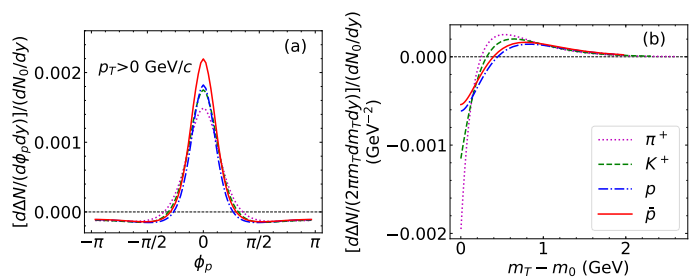 [dΔN/(dϕ_p dy)]/(dN_0/dy)
(a)
p_T>0 GeV/c
0.002
0.001
0.000
−π
−π/2
0
π/2
π
ϕ_p
[dΔN/(2πm_T dm_T dy)]/(dN_0/dy)
(GeV^{−2})
(b)
0.000
−0.001
−0.002
π^+
K^+
p
p̄
0
1
2
m_T − m_0 (GeV)